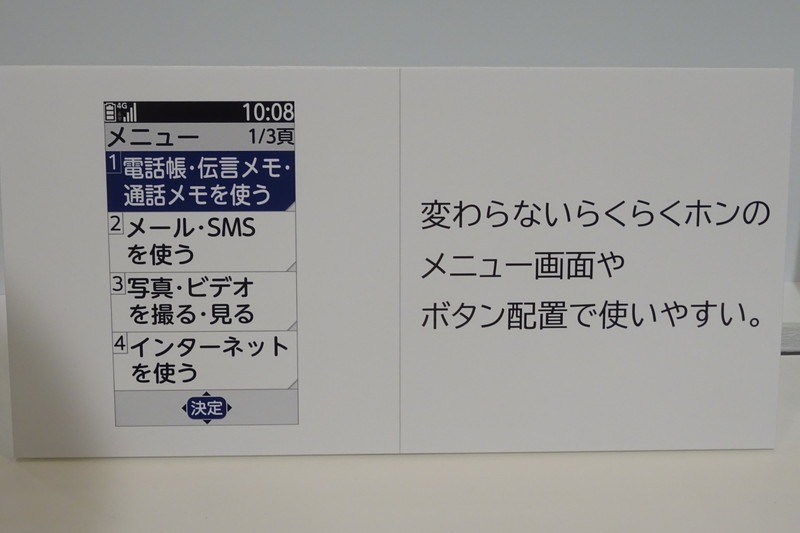 4G 10:08
メニュー 1/3頁
1 電話帳・伝言メモ・
通話メモを使う
2 メール・SMS
を使う
3 写真・ビデオ
を撮る・見る
4 インターネット
を使う
決定
変わらないらくらくホンの
メニュー画面や
ボタン配置で使いやすい。